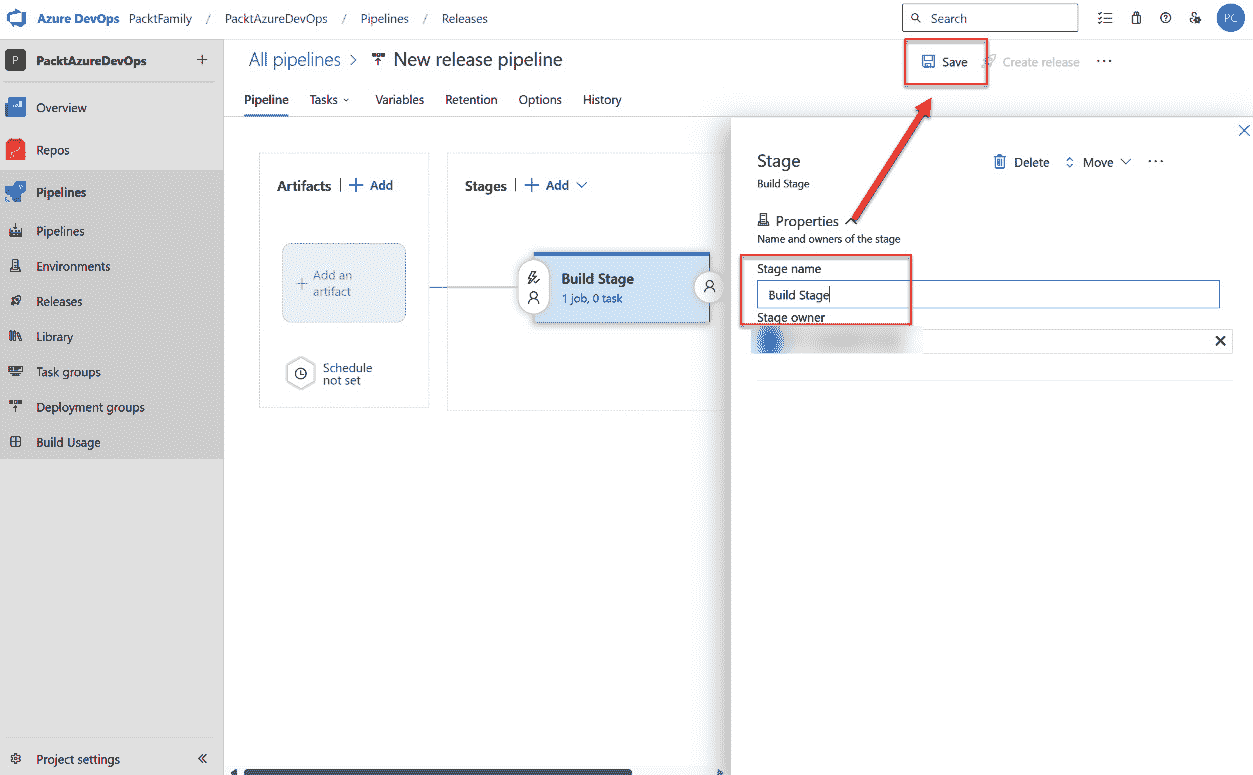 Azure DevOps PacktFamily / PacktAzureDevOps / Pipelines / Releases
Search
PC
P PacktAzureDevOps +
Overview
Repos
Pipelines
Pipelines
Environments
Releases
Library
Task groups
Deployment groups
Build Usage
Project settings
All pipelines > New release pipeline
Save
Create release
Pipeline Tasks Variables Retention Options History
Artifacts | + Add
+ Add an
artifact
Schedule
not set
Stages | + Add
Build Stage
1 job, 0 task
Stage
Build Stage
Delete Move
Properties
Name and owners of the stage
Stage name
Build Stage
Stage owner